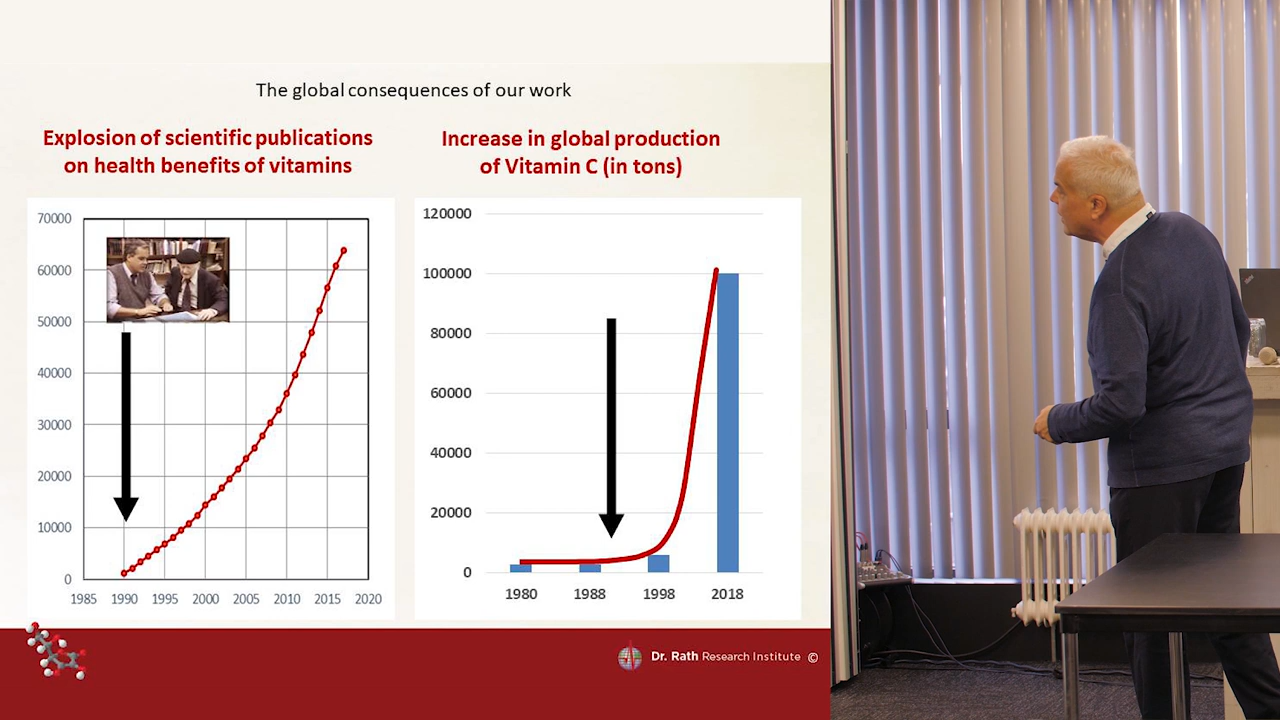 The global consequences of our work
Explosion of scientific publications
on health benefits of vitamins
Increase in global production
of Vitamin C (in tons)
70000
60000
50000
40000
30000
20000
10000
0
1985 1990 1995 2000 2005 2010 2015 2020
120000
100000
80000
60000
40000
20000
0
1980 1988 1998 2018
Dr. Rath Research Institute ©